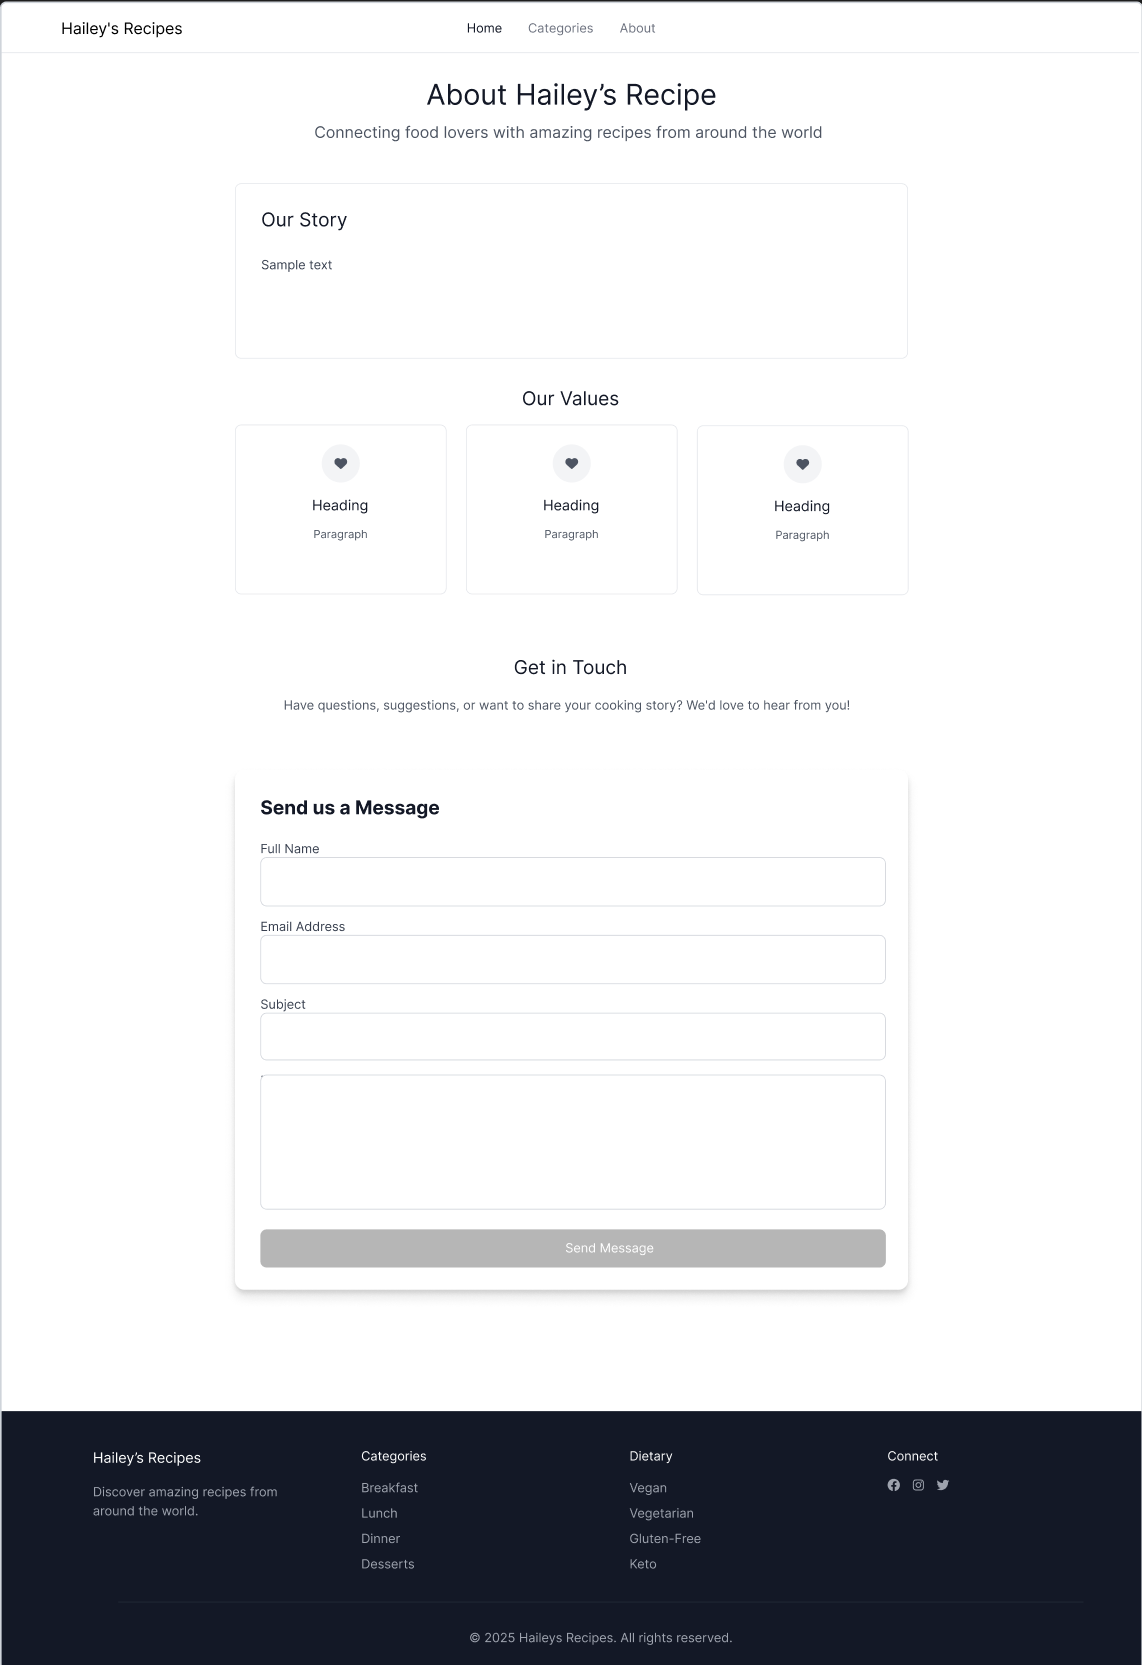 Hailey's Recipes
Home Categories About
About Hailey’s Recipe
Connecting food lovers with amazing recipes from around the world
Our Story
Sample text
Our Values
Heading
Paragraph
Heading
Paragraph
Heading
Paragraph
Get in Touch
Have questions, suggestions, or want to share your cooking story? We'd love to hear from you!
Send us a Message
Full Name
Email Address
Subject
Send Message
Hailey’s Recipes
Discover amazing recipes from
around the world.
Categories
Breakfast
Lunch
Dinner
Desserts
Dietary
Vegan
Vegetarian
Gluten-Free
Keto
Connect
© 2025 Haileys Recipes. All rights reserved.